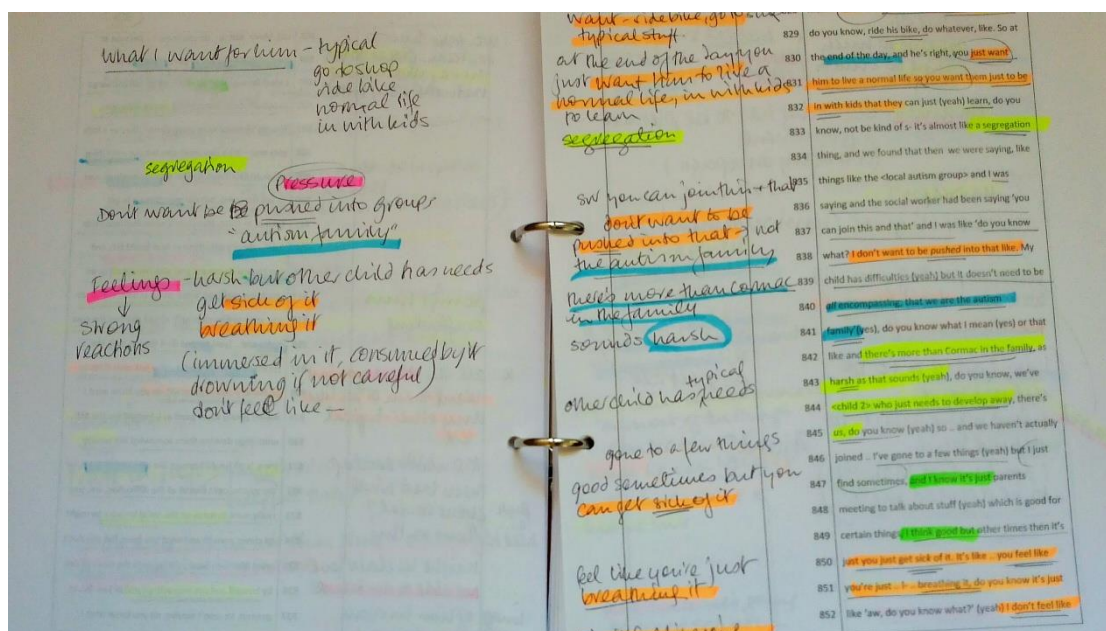 What I want for him - typical
go to shop
ride bike
normal life
in with kids
segregation
Pressure
Don't want be pushed into groups
"autism family"
Feelings - harsh - but other child has needs
get sick of it
breathing it
strong
reactions
(immersed in it, consumed by it
drowning if not careful)
don't feel like -
want - ride bike, go to
typical stuff.
at the end of the day you
just want him to live a
normal life, in with kids
to learn
segregation
SW you can join this + that
don't want to be
pushed into that → not
the autism family
there's more than Cormac
in the family
sounds harsh
typical
other child has needs
gone to a few things
good sometimes but you
can get sick of it
feel like you're just
breathing it
829 do you know, ride his bike, do whatever, like. So at
830 the end of the day, and he's right, you just want
831 him to live a normal life so you want them just to be
832 in with kids that they can just (yeah) learn, do you
833 know, not be kind of s- it's almost like a segregation
834 thing, and we found that then we were saying, like
835 things like the <local autism group> and I was
836 saying and the social worker had been saying 'you
837 can join this and that' and I was like 'do you know
838 what? I don't want to be pushed into that like. My
839 child has difficulties (yeah) but it doesn't need to be
840 all encompassing; that we are the autism
841 family'(yes), do you know what I mean (yes) or that
842 like and there's more than Cormac in the family, as
843 harsh as that sounds (yeah), do you know, we've
844 <child 2> who just needs to develop away, there's
845 us, do you know (yeah) so .. and we haven't actually
846 joined .. I've gone to a few things (yeah) but I just
847 find sometimes, and I know it's just parents
848 meeting to talk about stuff (yeah) which is good for
849 certain things I think good but other times then it's
850 just you just get sick of it. It's like .. you feel like
851 you're just .. I- .. breathing it, do you know it's just
852 like 'aw, do you know what?' (yeah) I don't feel like